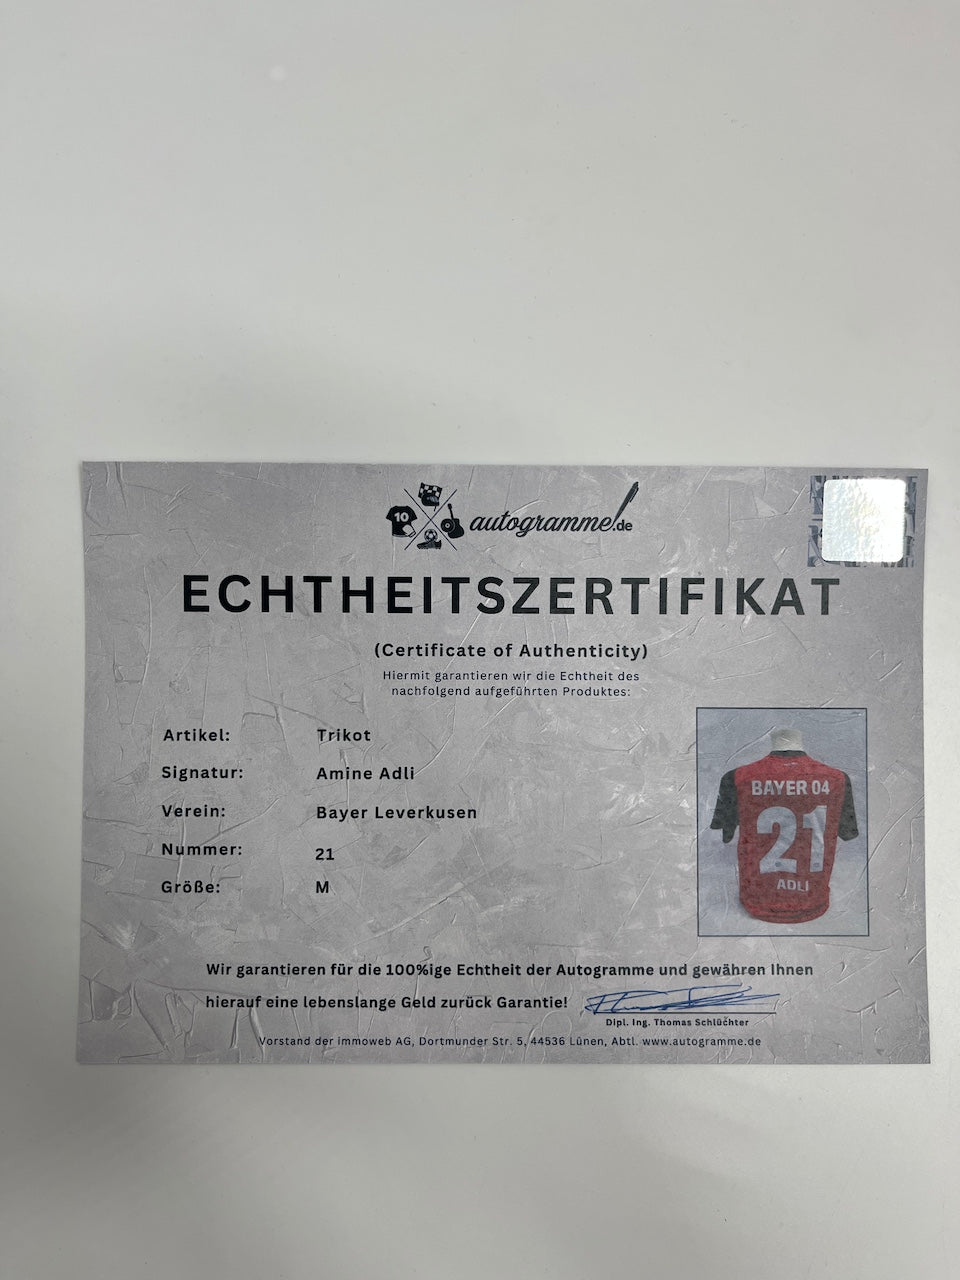 10
autogramme.de
ECHTHEITSZERTIFIKAT
(Certificate of Authenticity)
Hiermit garantieren wir die Echtheit des
nachfolgend aufgeführten Produktes:
Artikel: Trikot
Signatur: Amine Adli
Verein: Bayer Leverkusen
Nummer: 21
Größe: M
BAYER 04
21
ADLI
Wir garantieren für die 100%ige Echtheit der Autogramme und gewähren Ihnen
hierauf eine lebenslange Geld zurück Garantie!
Dipl. Ing. Thomas Schlüchter
Vorstand der immoweb AG, Dortmunder Str. 5, 44536 Lünen, Abtl. www.autogramme.de